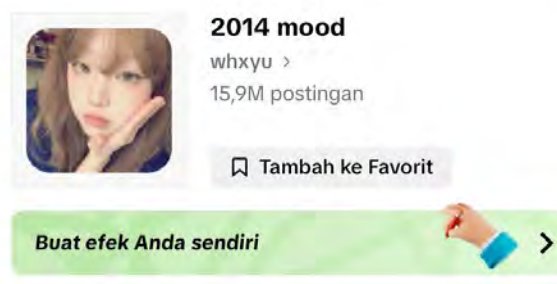 2014 mood
whxyu >
15,9M postingan
Tambah ke Favorit
Buat efek Anda sendiri